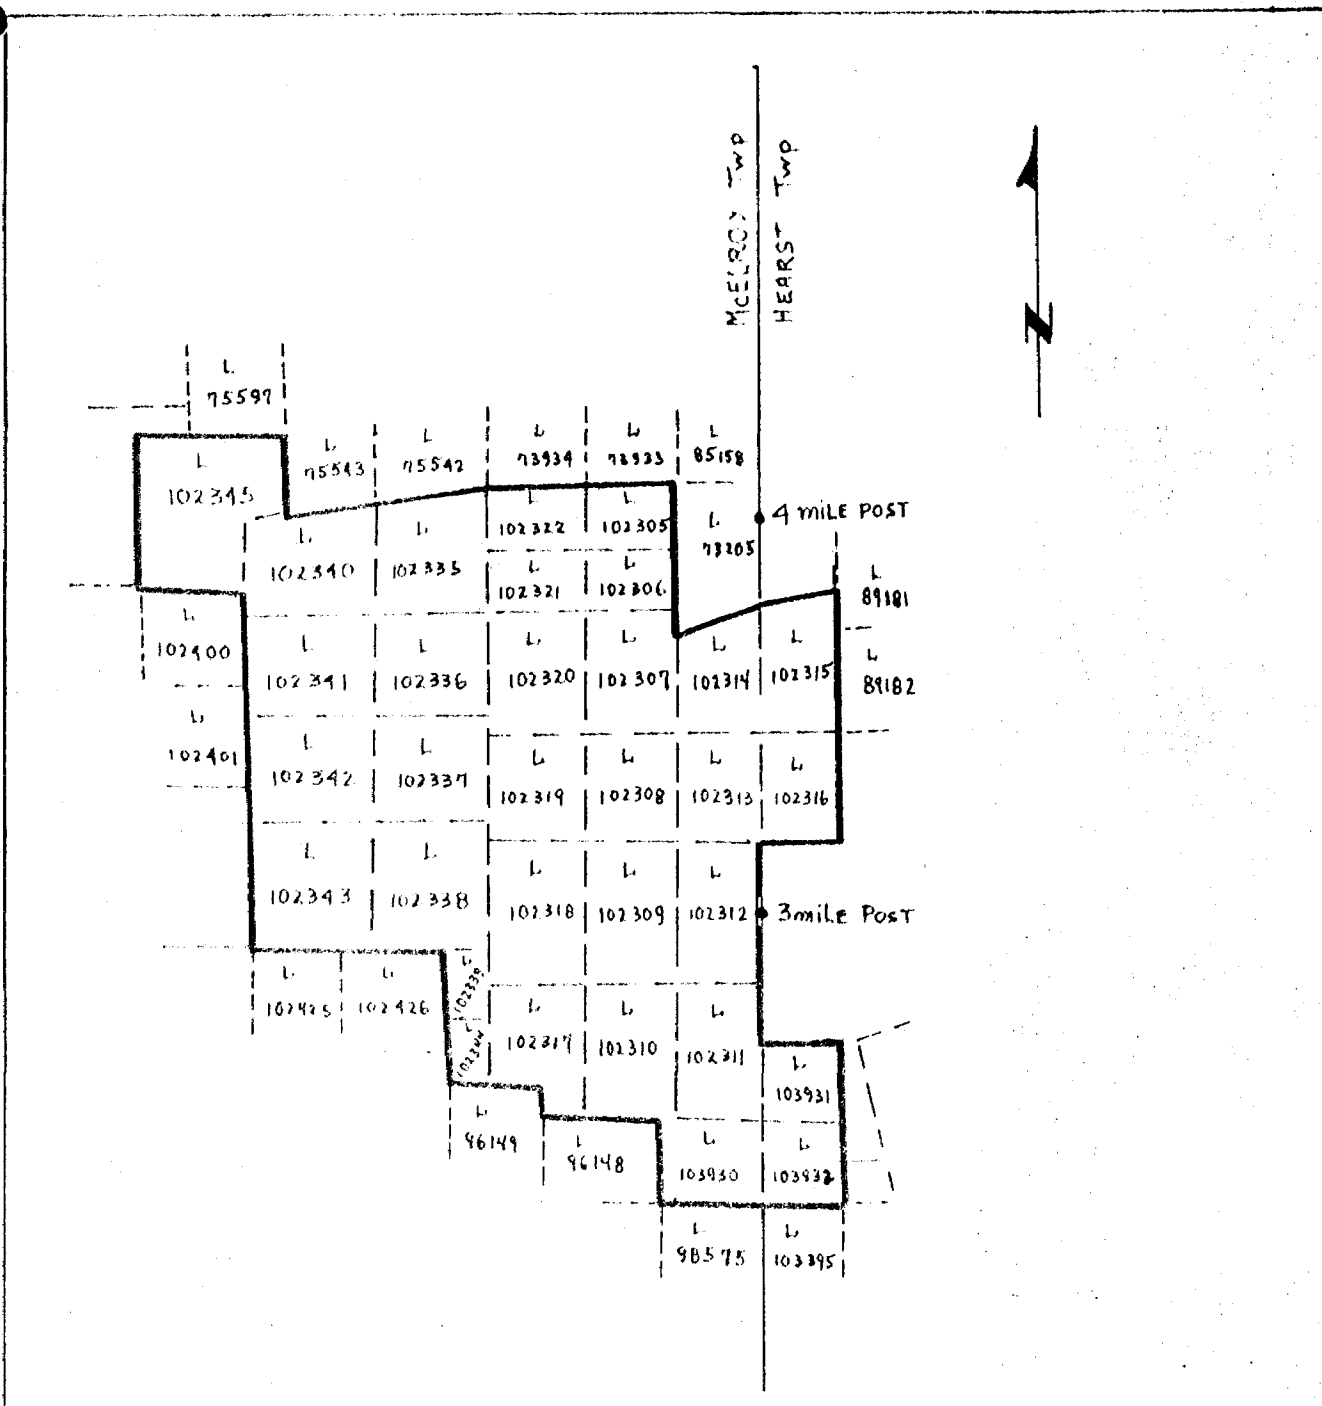 McELROY TWP
HEARST TWP
N
L
75597
L
75543
L
75542
L
73934
L
73933
L
85158
L
102345
L
102322
L
102305
L
73205
4 MILE POST
L
102340
L
102335
L
102321
L
102306
L
89181
L
102400
L
102341
L
102336
L
102320
L
102307
L
102314
L
102315
L
89182
L
102401
L
102342
L
102337
L
102319
L
102308
L
102313
L
102316
L
102343
L
102338
L
102318
L
102309
L
102312
3 MILE POST
L
102425
L
102426
L
102339
L
102344
L
102317
L
102310
L
102311
L
103931
L
96149
L
96148
L
103930
L
103932
L
98575
L
103395